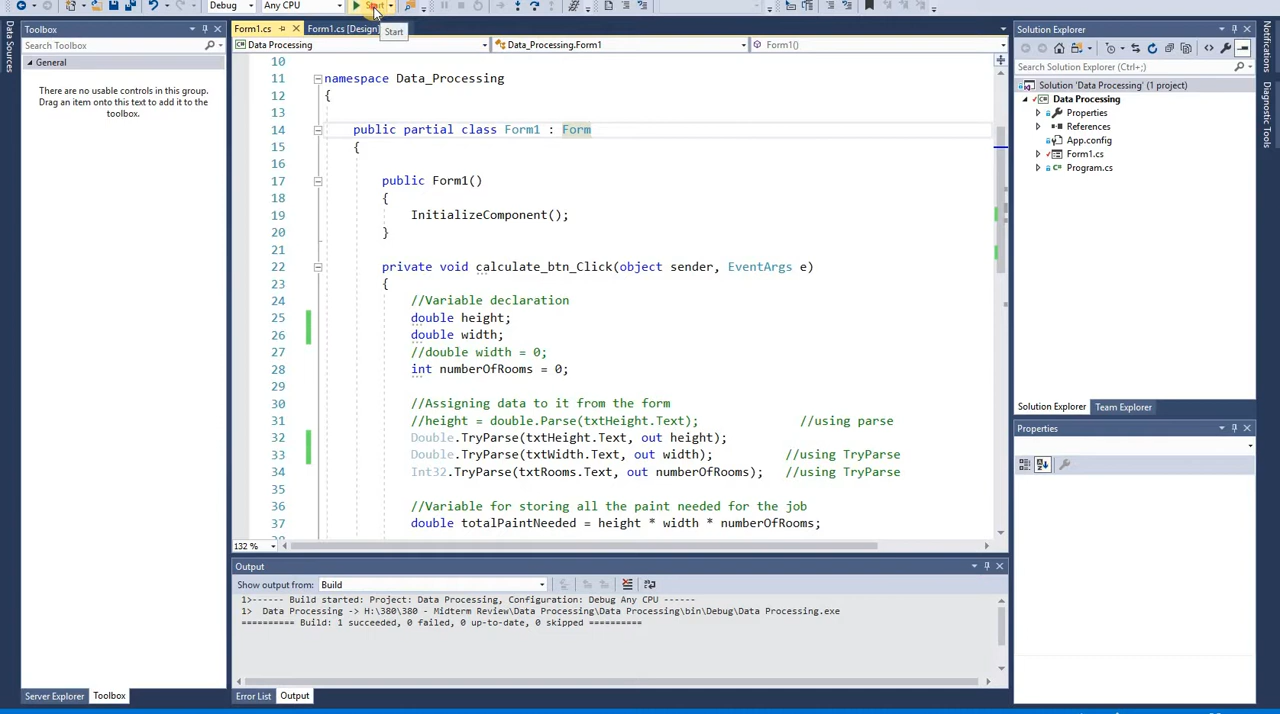 Debug Any CPU Start
Form1.cs Form1.cs [Design]
Start
Toolbox
Search Toolbox
General
There are no usable controls in this group.
Drag an item onto this text to add it to the
toolbox.
Server Explorer Toolbox
Data Sources
Data Processing Data_Processing.Form1 Form1()
10
11 namespace Data_Processing
12 {
13
14 public partial class Form1 : Form
15 {
16
17 public Form1()
18 {
19 InitializeComponent();
20 }
21
22 private void calculate_btn_Click(object sender, EventArgs e)
23 {
24 //Variable declaration
25 double height;
26 double width;
27 //double width = 0;
28 int numberOfRooms = 0;
29
30 //Assigning data to it from the form
31 //height = double.Parse(txtHeight.Text); //using parse
32 Double.TryParse(txtHeight.Text, out height);
33 Double.TryParse(txtWidth.Text, out width); //using TryParse
34 Int32.TryParse(txtRooms.Text, out numberOfRooms); //using TryParse
35
36 //Variable for storing all the paint needed for the job
37 double totalPaintNeeded = height * width * numberOfRooms;
132 %
Output
Show output from: Build
1>------ Build started: Project: Data Processing, Configuration: Debug Any CPU ------
1> Data Processing -> H:\380\380 - Midterm Review\Data Processing\Data Processing\bin\Debug\Data Processing.exe
========== Build: 1 succeeded, 0 failed, 0 up-to-date, 0 skipped ==========
Error List Output
Solution Explorer
Search Solution Explorer (Ctrl+;)
Solution 'Data Processing' (1 project)
Data Processing
Properties
References
App.config
Form1.cs
Program.cs
Solution Explorer Team Explorer
Properties
Notifications
Diagnostic Tools